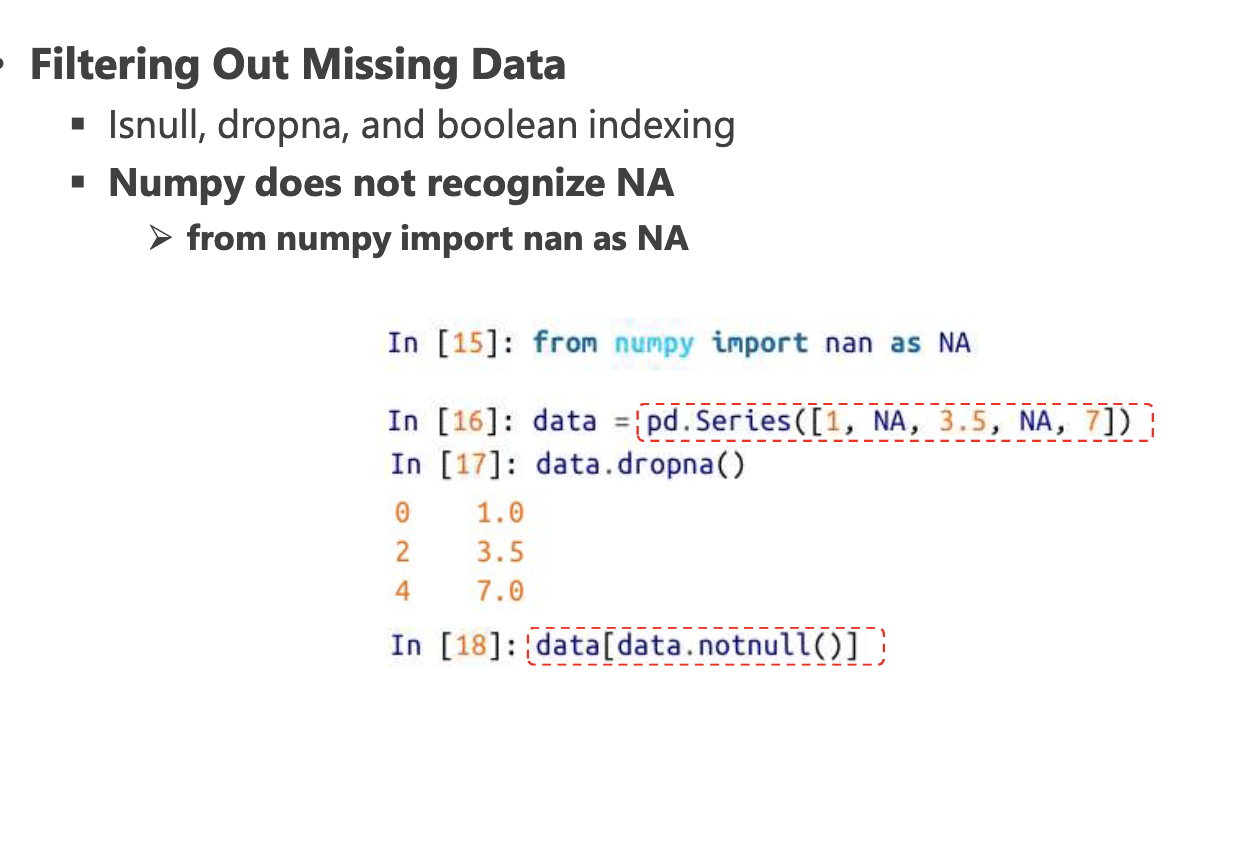 • Filtering Out Missing Data
▪ Isnull, dropna, and boolean indexing
▪ Numpy does not recognize NA
➢ from numpy import nan as NA
In [15]: from numpy import nan as NA
In [16]: data = pd.Series([1, NA, 3.5, NA, 7])
In [17]: data.dropna()
0 1.0
2 3.5
4 7.0
In [18]: data[data.notnull()]